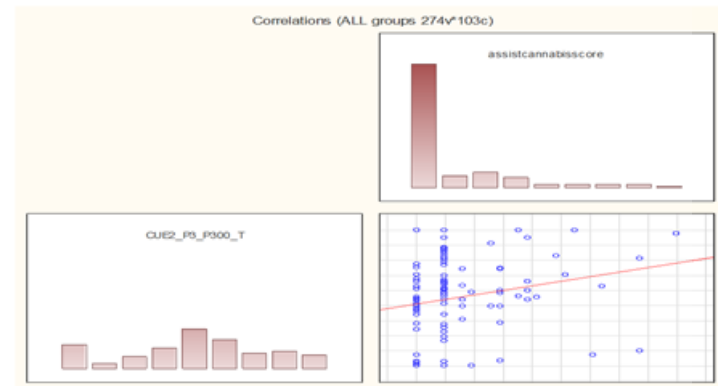 Correlations (ALL groups 274v*103c)
assistcannabisscore
CUE2_P3_P300_T